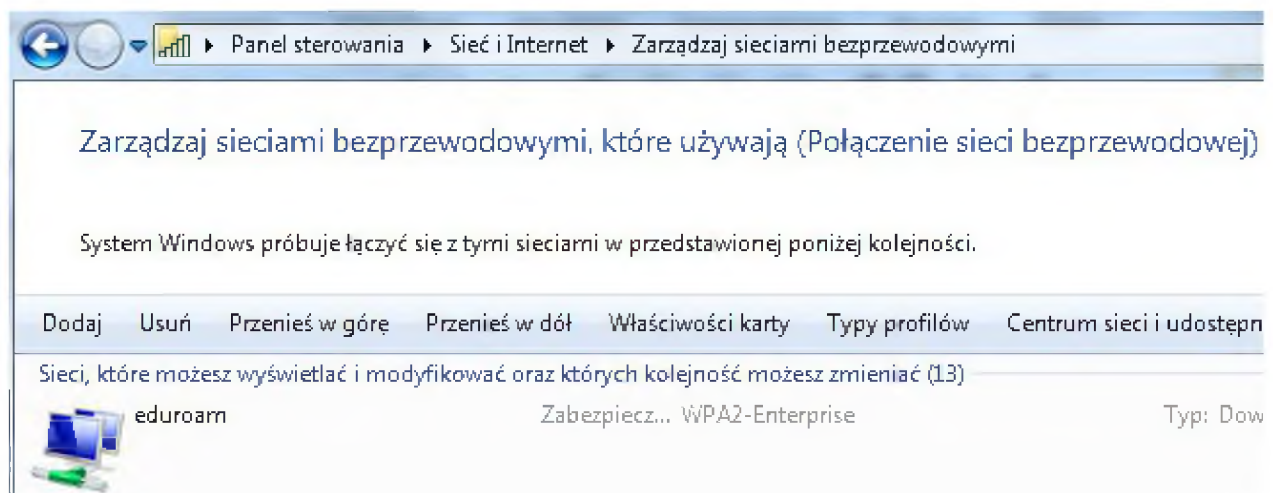 Panel sterowania ▸ Sieć i Internet ▸ Zarządzaj sieciami bezprzewodowymi
Zarządzaj sieciami bezprzewodowymi, które używają (Połączenie sieci bezprzewodowej)
System Windows próbuje łączyć się z tymi sieciami w przedstawionej poniżej kolejności.
Dodaj Usuń Przenieś w górę Przenieś w dół Właściwości karty Typy profilów Centrum sieci i udostępn
Sieci, które możesz wyświetlać i modyfikować oraz których kolejność możesz zmieniać (13)
eduroam Zabezpiecz... WPA2-Enterprise Typ: Dow